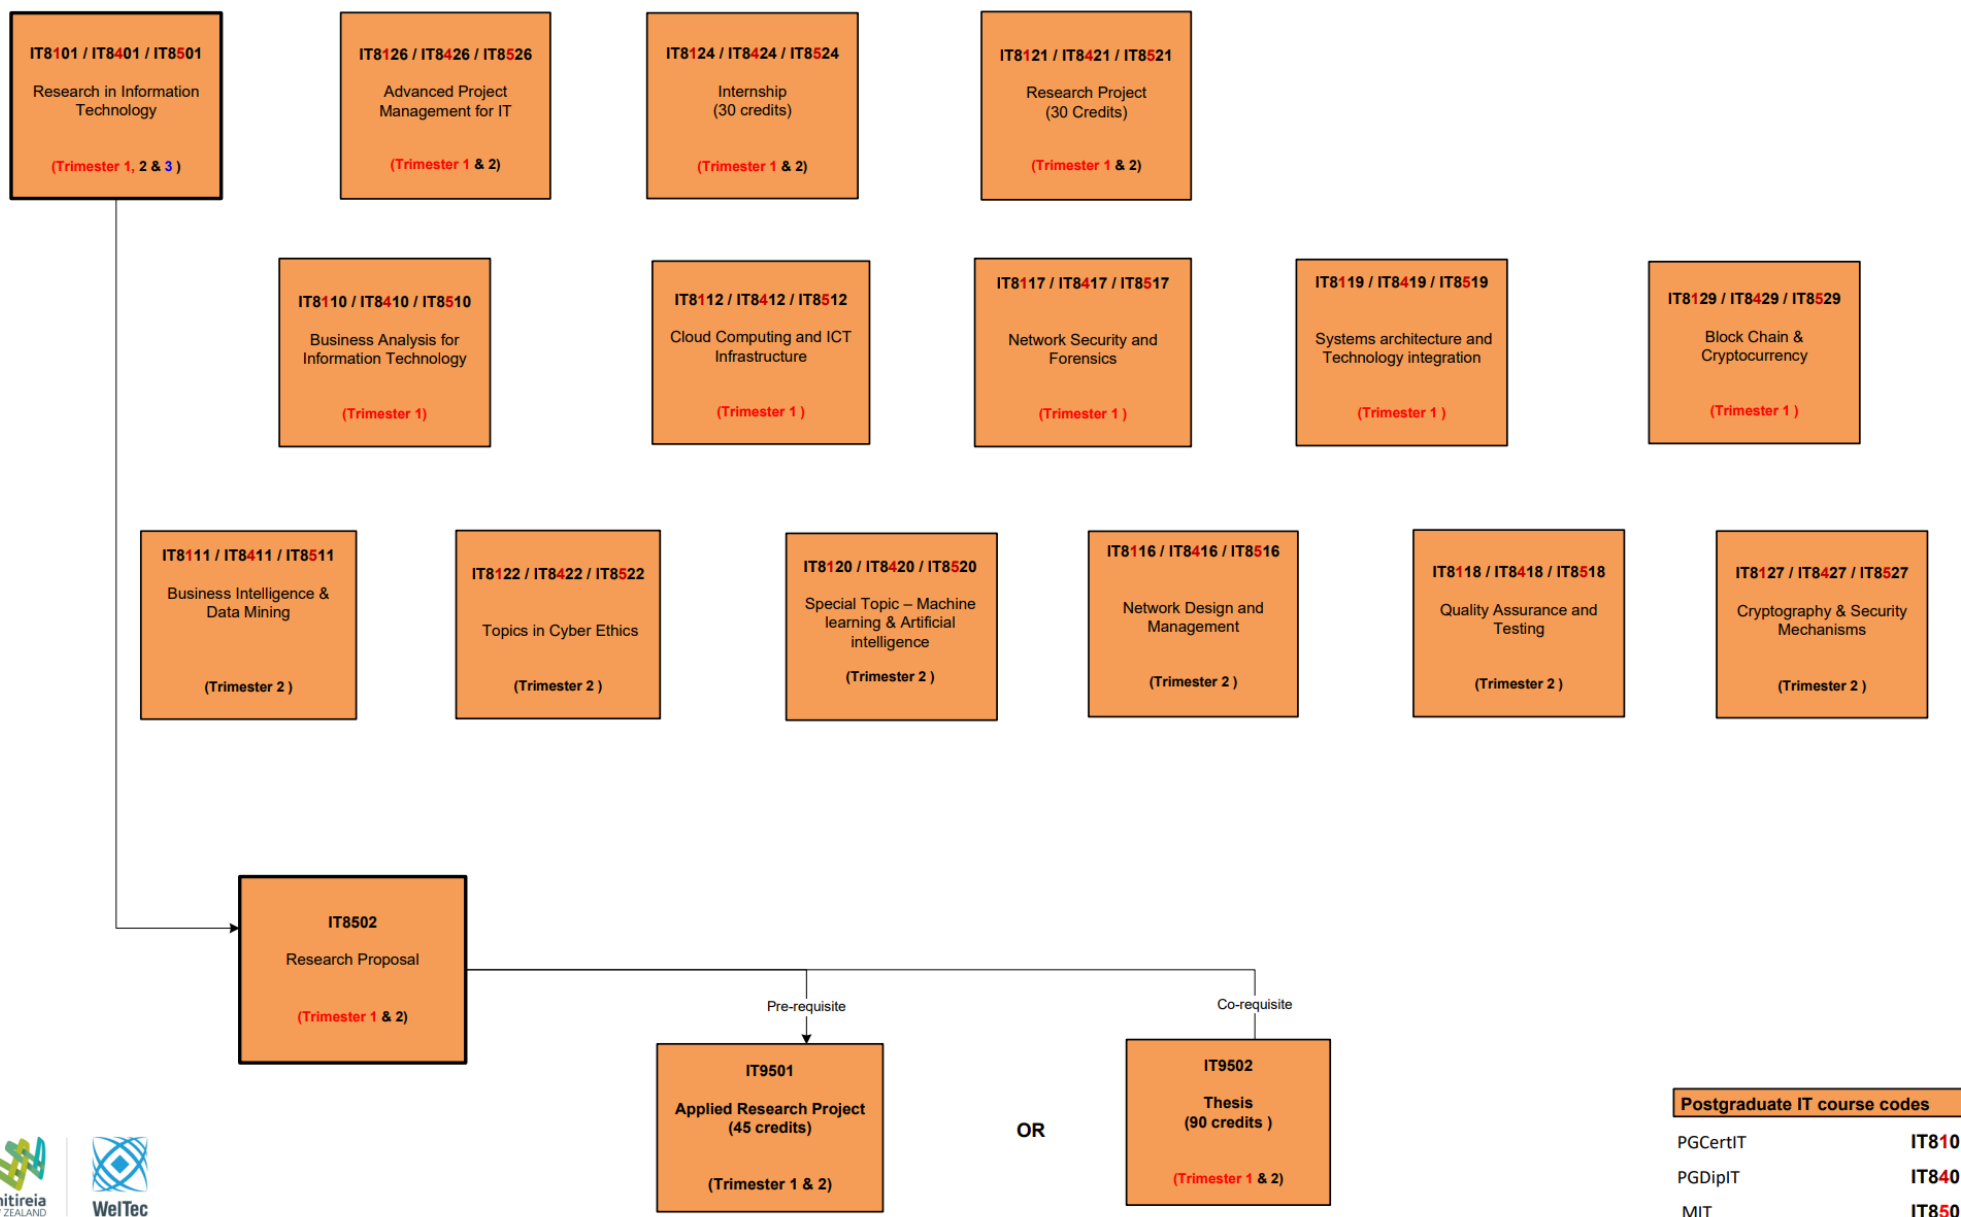 IT8101 / IT8401 / IT8501
Research in Information
Technology
(Trimester 1, 2 & 3 )
IT8126 / IT8426 / IT8526
Advanced Project
Management for IT
(Trimester 1 & 2)
IT8124 / IT8424 / IT8524
Internship
(30 credits)
(Trimester 1 & 2)
IT8121 / IT8421 / IT8521
Research Project
(30 Credits)
(Trimester 1 & 2)
IT8110 / IT8410 / IT8510
Business Analysis for
Information Technology
(Trimester 1)
IT8112 / IT8412 / IT8512
Cloud Computing and ICT
Infrastructure
(Trimester 1 )
IT8117 / IT8417 / IT8517
Network Security and
Forensics
(Trimester 1 )
IT8119 / IT8419 / IT8519
Systems architecture and
Technology integration
(Trimester 1 )
IT8129 / IT8429 / IT8529
Block Chain &
Cryptocurrency
(Trimester 1 )
IT8111 / IT8411 / IT8511
Business Intelligence &
Data Mining
(Trimester 2 )
IT8122 / IT8422 / IT8522
Topics in Cyber Ethics
(Trimester 2 )
IT8120 / IT8420 / IT8520
Special Topic – Machine
learning & Artificial
intelligence
(Trimester 2 )
IT8116 / IT8416 / IT8516
Network Design and
Management
(Trimester 2 )
IT8118 / IT8418 / IT8518
Quality Assurance and
Testing
(Trimester 2 )
IT8127 / IT8427 / IT8527
Cryptography & Security
Mechanisms
(Trimester 2 )
IT8502
Research Proposal
(Trimester 1 & 2)
Pre-requisite
Co-requisite
IT9501
Applied Research Project
(45 credits)
(Trimester 1 & 2)
OR
IT9502
Thesis
(90 credits )
(Trimester 1 & 2)
Postgraduate IT course codes
PGCertIT IT810
PGDipIT IT840
MIT IT850
nitireia
ZEALAND
WelTec